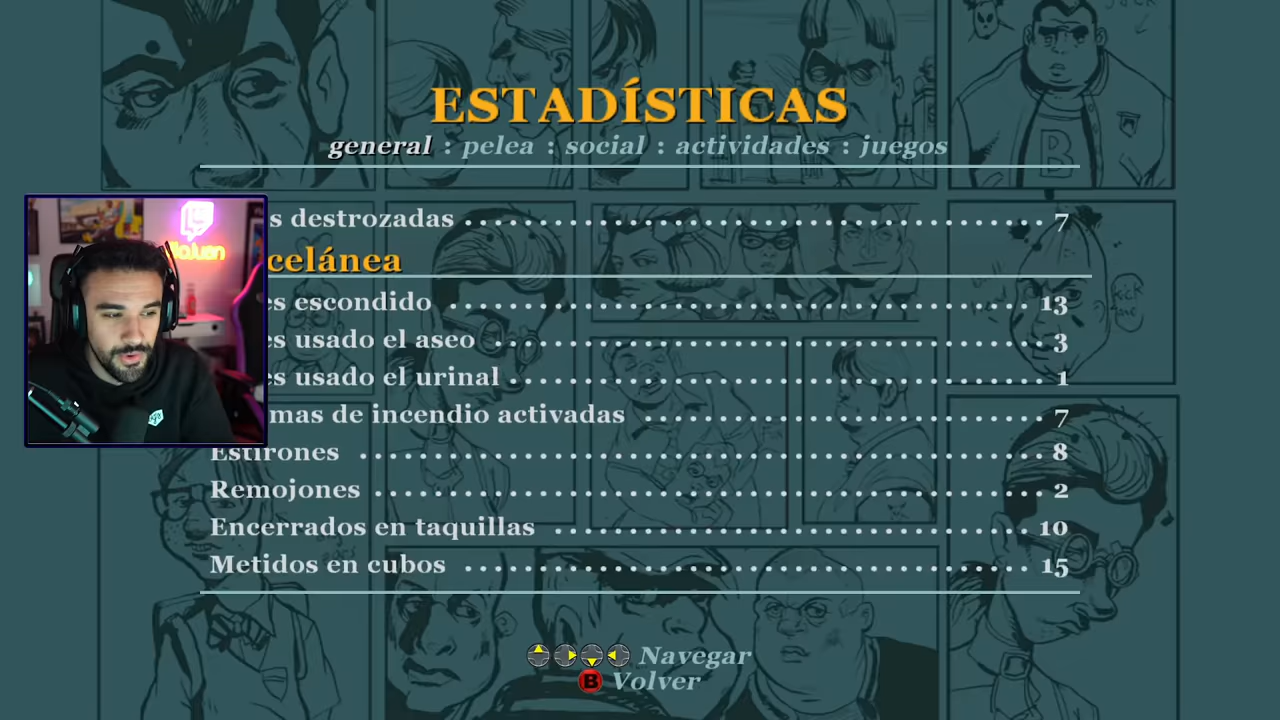 ESTADÍSTICAS
general : pelea : social : actividades : juegos
s destrozadas 7
celánea
es escondido 13
es usado el aseo 3
es usado el urinal 1
mas de incendio activadas 7
Estirones 8
Remojones 2
Encerrados en taquillas 10
Metidos en cubos 15
Navegar
B Volver